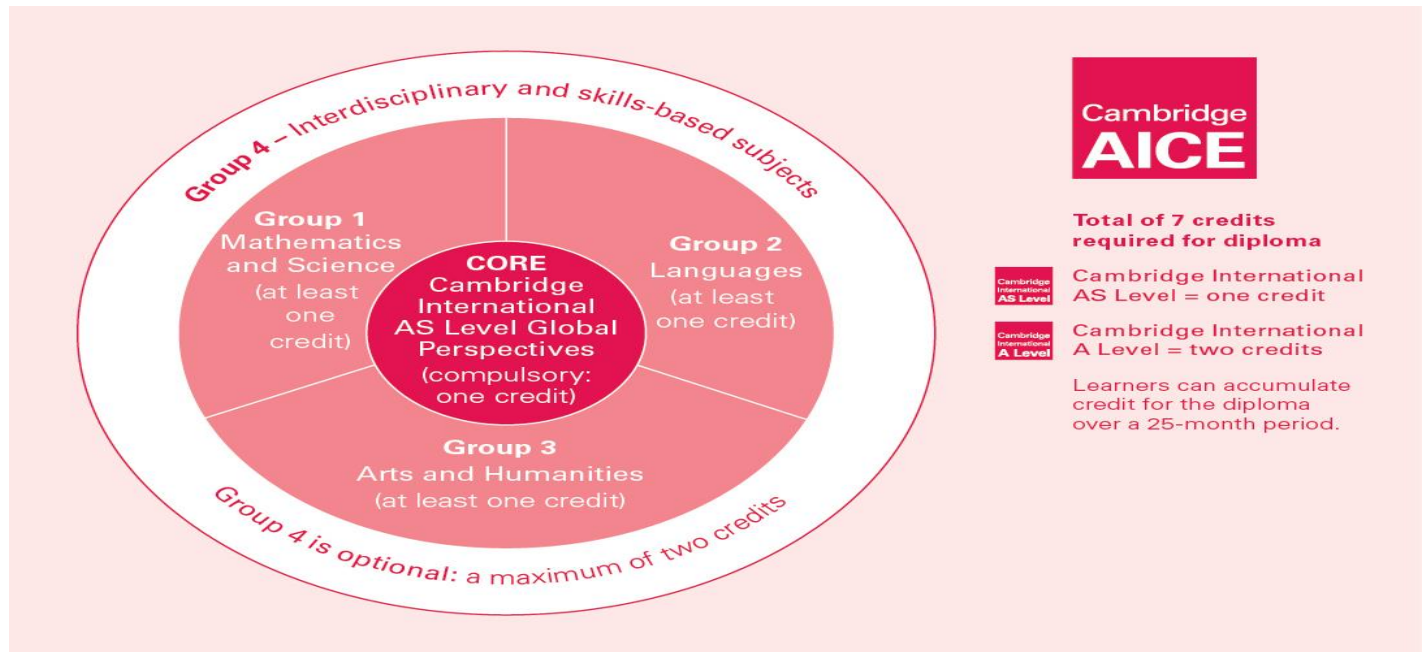 Group 4 – Interdisciplinary and skills-based subjects
Group 1
Mathematics
and Science
(at least
one
credit)
Group 2
Languages
(at least
one credit)
CORE
Cambridge
International
AS Level Global
Perspectives
(compulsory:
one credit)
Group 3
Arts and Humanities
(at least one credit)
Group 4 is optional: a maximum of two credits
Cambridge
AICE
Total of 7 credits
required for diploma
Cambridge
International
AS Level
Cambridge International
AS Level = one credit
Cambridge
International
A Level
Cambridge International
A Level = two credits
Learners can accumulate
credit for the diploma
over a 25-month period.